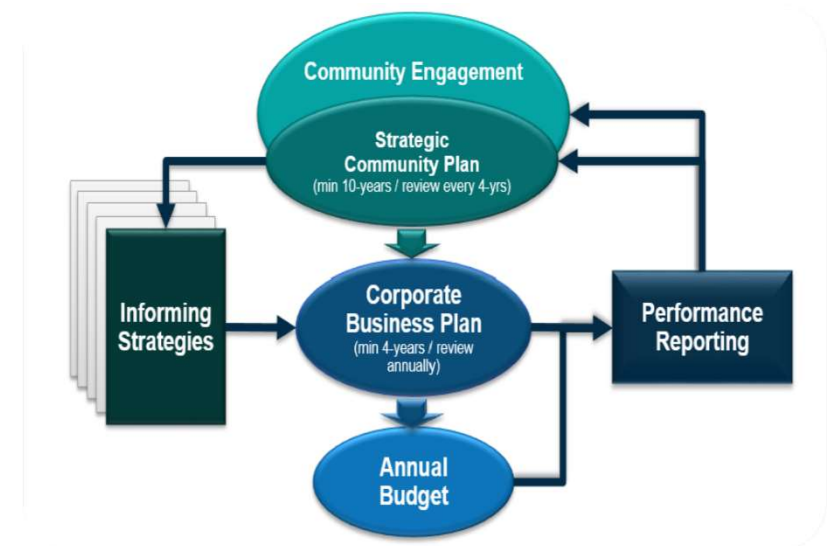 Community Engagement
Strategic
Community Plan
(min 10-years / review every 4-yrs)
Informing
Strategies
Corporate
Business Plan
(min 4-years / review
annually)
Performance
Reporting
Annual
Budget